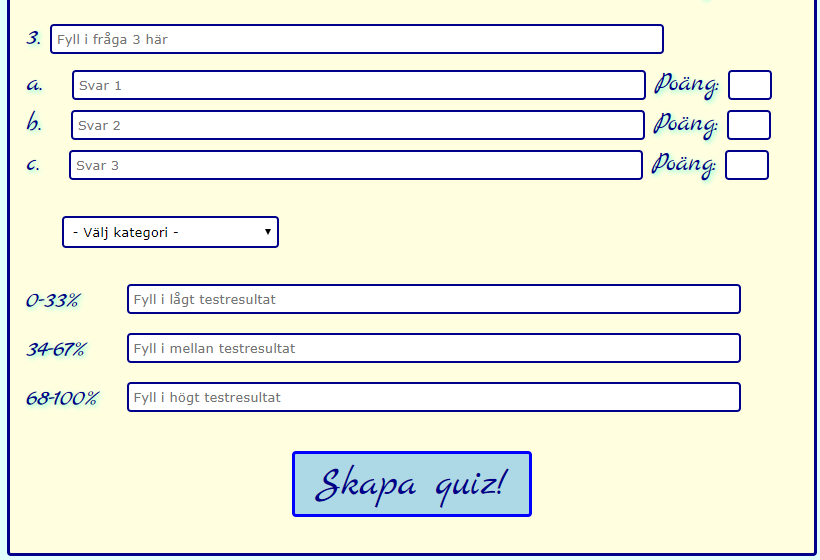 3. Fyll i fråga 3 här
a. Svar 1 Poäng:
b. Svar 2 Poäng:
c. Svar 3 Poäng:
- Välj kategori -
0-33% Fyll i lågt testresultat
34-67% Fyll i mellan testresultat
68-100% Fyll i högt testresultat
Skapa quiz!